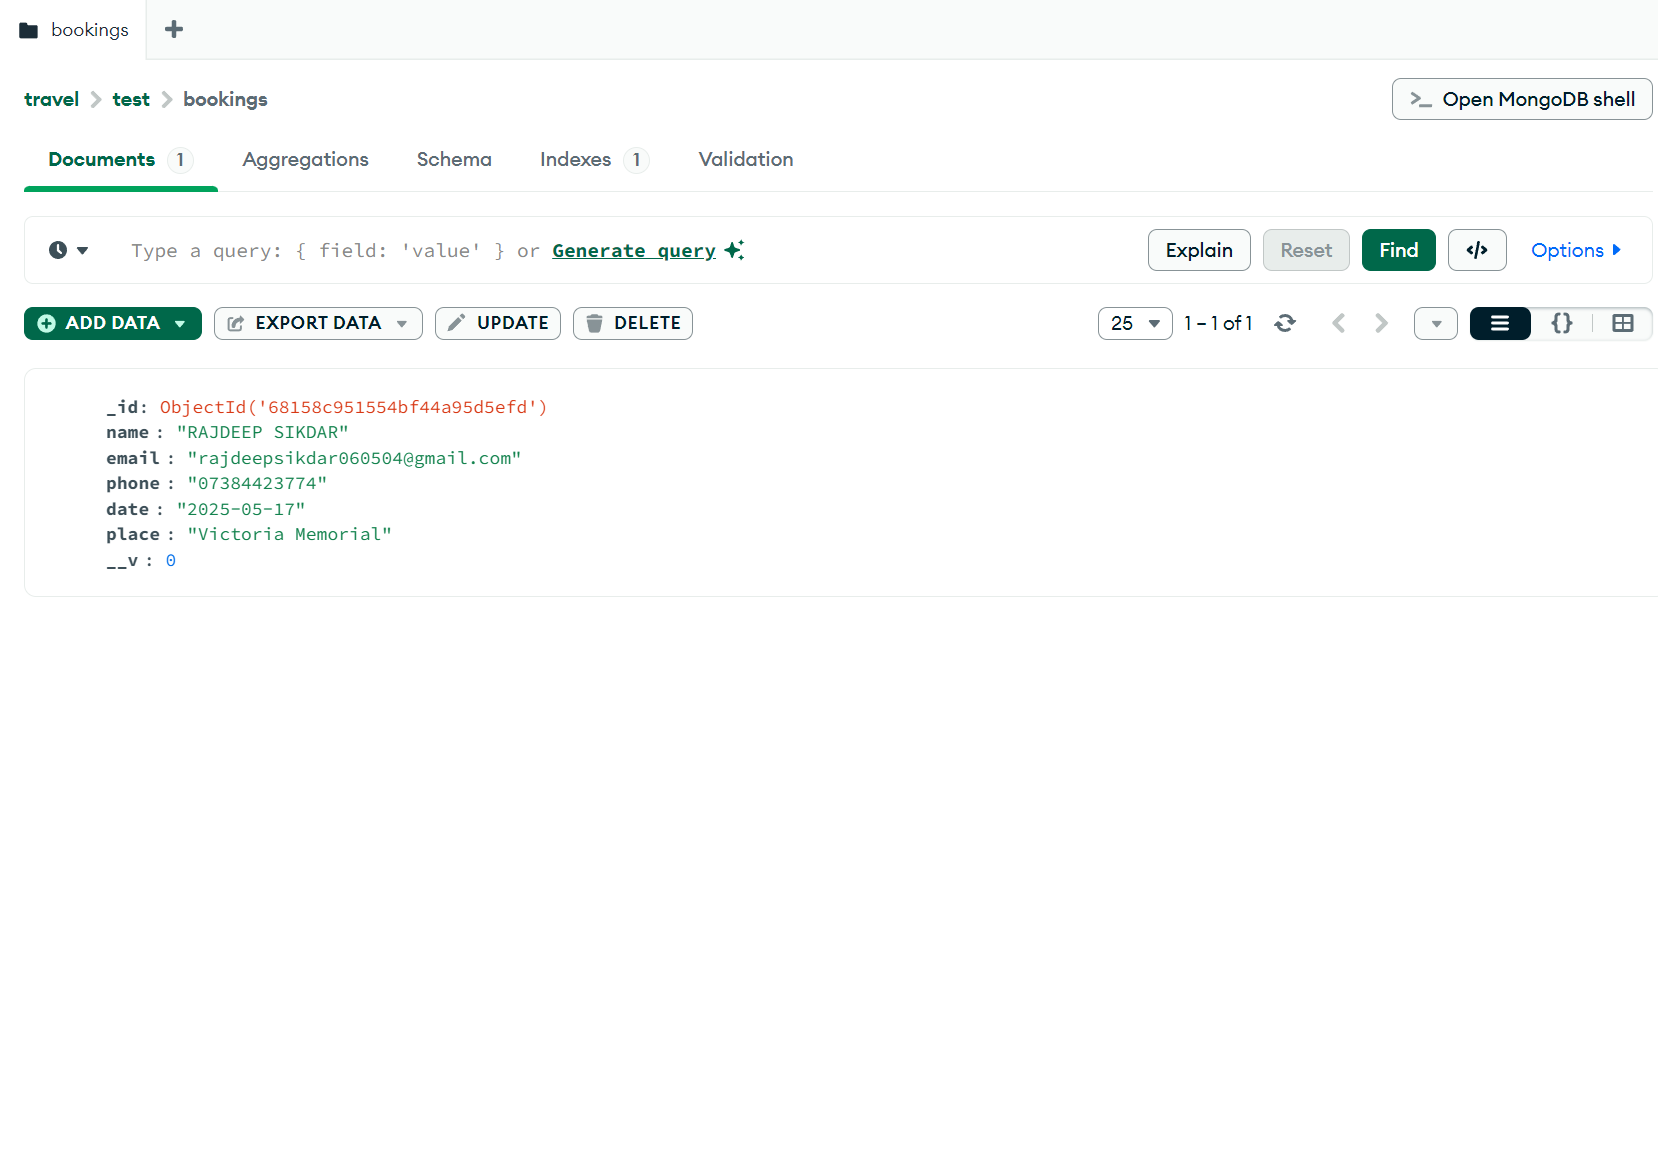 bookings
travel > test > bookings
>_ Open MongoDB shell
Documents 1 Aggregations Schema Indexes 1 Validation
Type a query: { field: 'value' } or Generate query
Explain Reset Find </> Options
ADD DATA EXPORT DATA UPDATE DELETE
25 1 – 1 of 1 {}
_id: ObjectId('68158c951554bf44a95d5efd')
name : "RAJDEEP SIKDAR"
email : "rajdeepsikdar060504@gmail.com"
phone : "07384423774"
date : "2025-05-17"
place : "Victoria Memorial"
__v : 0